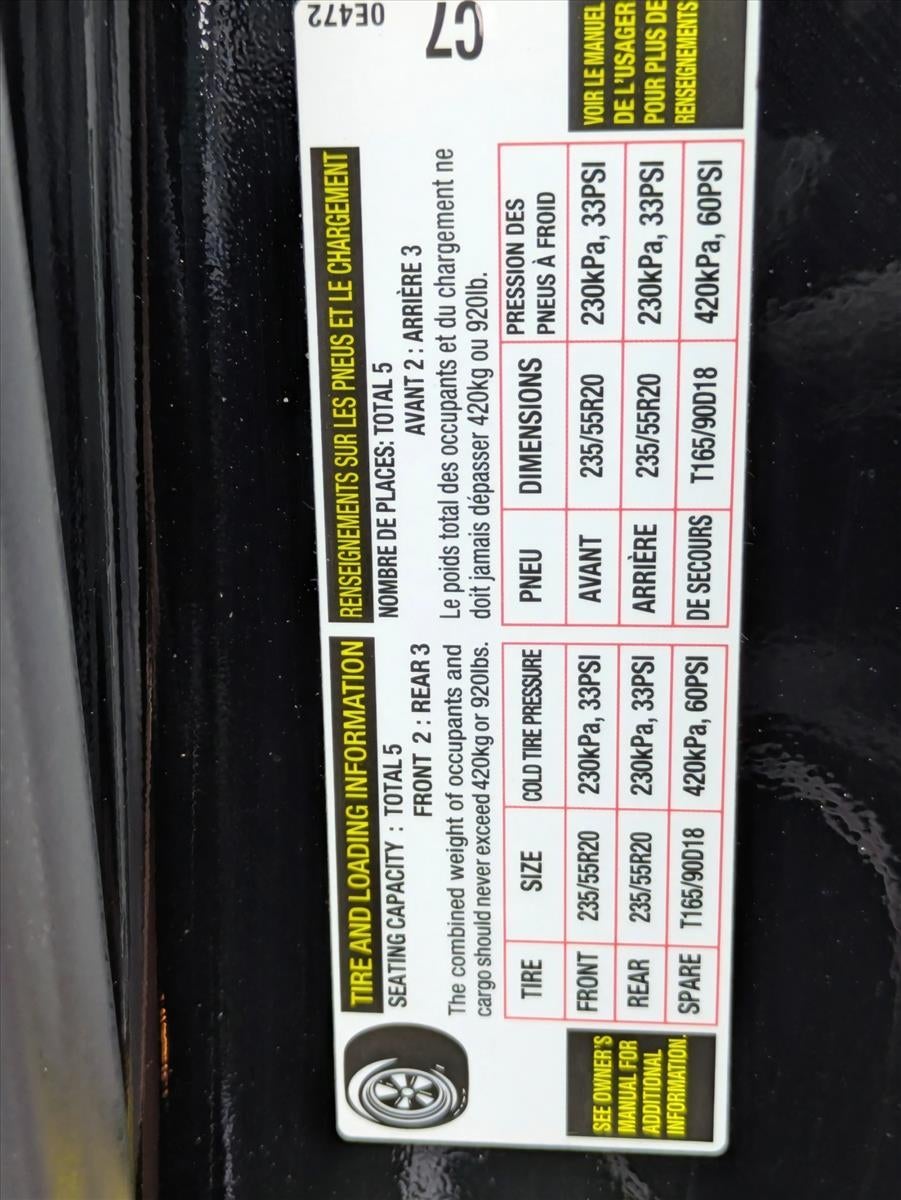 TIRE AND LOADING INFORMATION
SEATING CAPACITY : TOTAL 5
FRONT 2 : REAR 3
The combined weight of occupants and
cargo should never exceed 420kg or 920lbs.
TIRE SIZE COLD TIRE PRESSURE
FRONT 235/55R20 230kPa, 33PSI
REAR 235/55R20 230kPa, 33PSI
SPARE T165/90D18 420kPa, 60PSI
SEE OWNER'S
MANUAL FOR
ADDITIONAL
INFORMATION.
RENSEIGNEMENTS SUR LES PNEUS ET LE CHARGEMENT
NOMBRE DE PLACES: TOTAL 5
AVANT 2 : ARRIÈRE 3
Le poids total des occupants et du chargement ne
doit jamais dépasser 420kg ou 920lb.
PNEU DIMENSIONS PRESSION DES
PNEUS À FROID
AVANT 235/55R20 230kPa, 33PSI
ARRIÈRE 235/55R20 230kPa, 33PSI
DE SECOURS T165/90D18 420kPa, 60PSI
0E472
C7
VOIR LE MANUEL
DE L'USAGER
POUR PLUS DE
RENSEIGNEMENTS